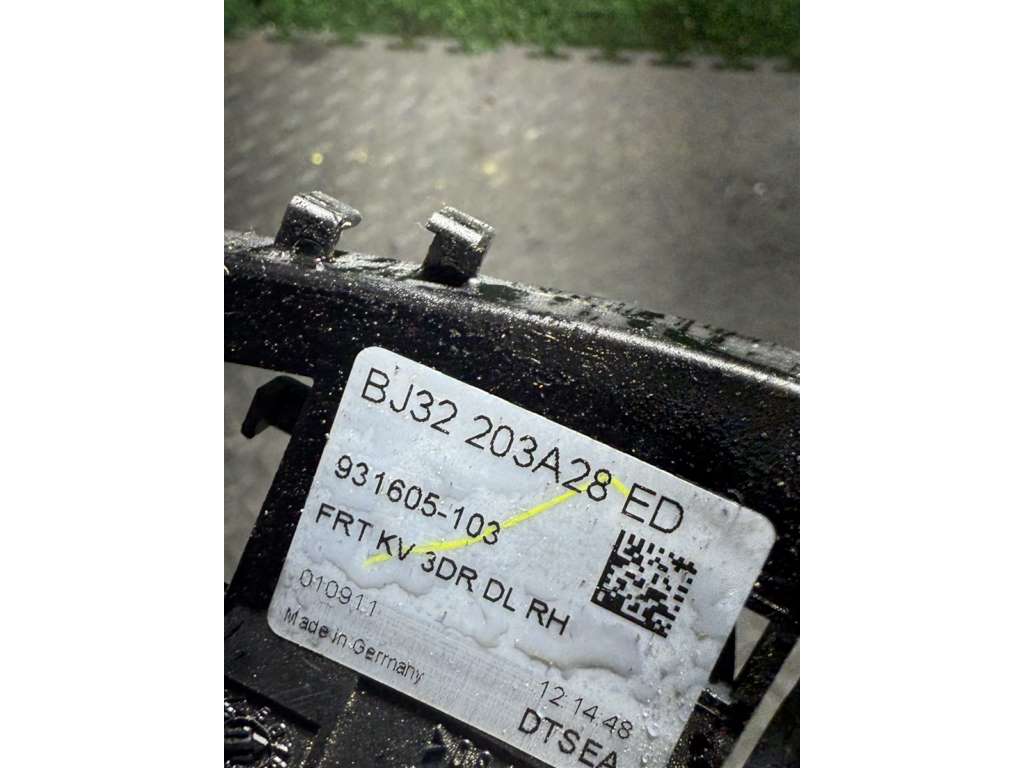 BJ32 203A28 ED
931605-103
FRT KV 3DR DL RH
010911
Made in Germany
12:14:48
DTSEA